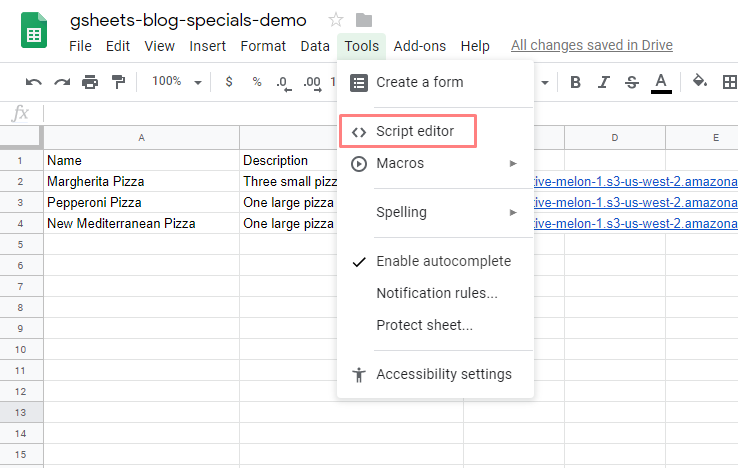 gsheets-blog-specials-demo
File Edit View Insert Format Data Tools Add-ons Help All changes saved in Drive
100% $ % .0 .00 1 B I S A
Create a form
fx
A D E
Script editor
1 Name Description
Macros
2 Margherita Pizza Three small pizz tive-melon-1.s3-us-west-2.amazona
3 Pepperoni Pizza One large pizza tive-melon-1.s3-us-west-2.amazona
Spelling
4 New Mediterranean Pizza One large pizza tive-melon-1.s3-us-west-2.amazona
5
6
Enable autocomplete
7
Notification rules...
8
9
Protect sheet...
10
11
Accessibility settings
12
13
14
15